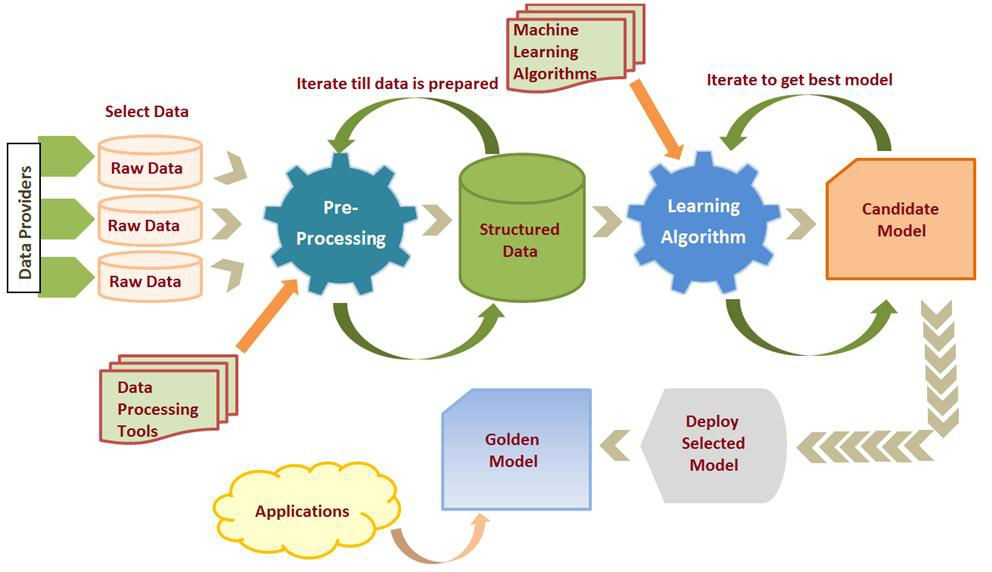 Machine
Learning
Algorithms
Iterate till data is prepared
Iterate to get best model
Select Data
Data Providers
Raw Data
Raw Data
Raw Data
Pre-
Processing
Structured
Data
Learning
Algorithm
Candidate
Model
Data
Processing
Tools
Golden
Model
Deploy
Selected
Model
Applications